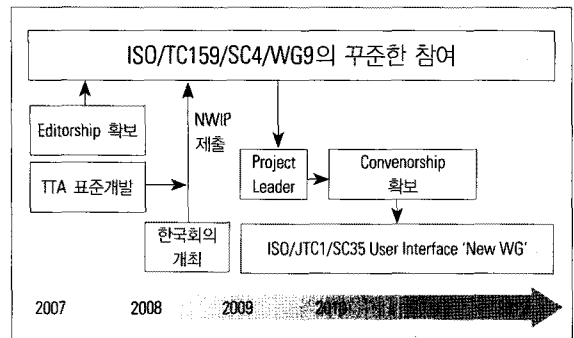 ISO/TC159/SC4/WG9의 꾸준한 참여
Editorship 확보
NWIP
제출
TTA 표준개발
Project
Leader
Convenorship
확보
한국회의
개최
ISO/JTC1/SC35 User Interface 'New WG'
2007 2008 2009 2010